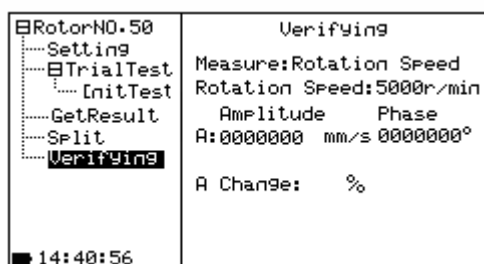 RotorNO.50
Setting
TrialTest
InitTest
GetResult
Split
Verifying
14:40:56
Verifying
Measure:Rotation Speed
Rotation Speed:5000r/min
Amplitude Phase
A:0000000 mm/s 0000000°
A Change: %